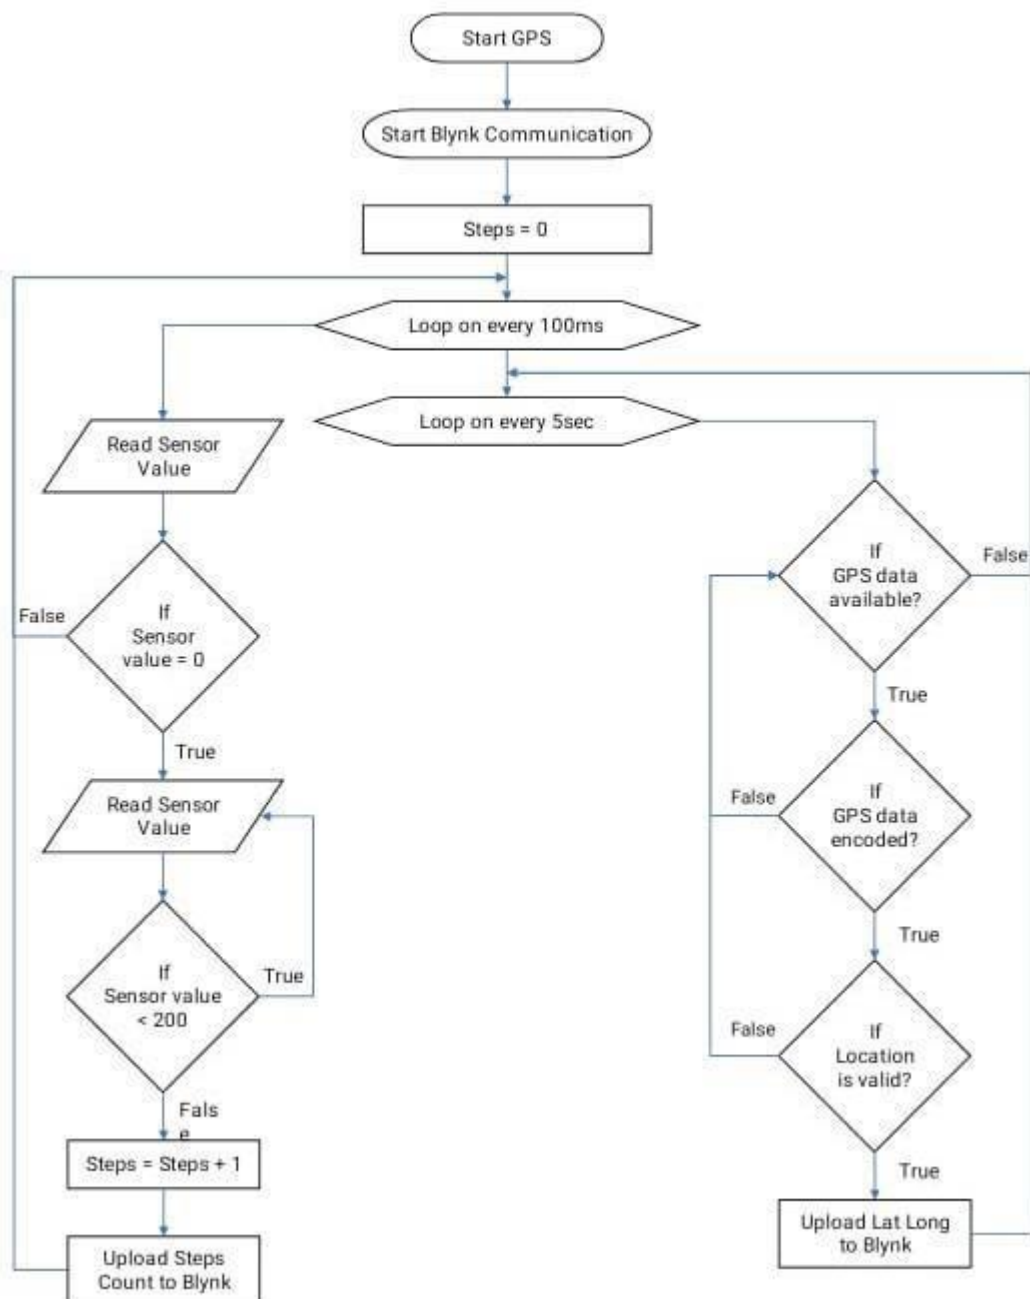 Start GPS
Start Blynk Communication
Steps = 0
Loop on every 100ms
Loop on every 5sec
Read Sensor
Value
If
Sensor
value = 0
False
True
Read Sensor
Value
If
Sensor value
< 200
True
Fals
e
Steps = Steps + 1
Upload Steps
Count to Blynk
If
GPS data
available?
False
True
If
GPS data
encoded?
False
True
If
Location
is valid?
False
True
Upload Lat Long
to Blynk